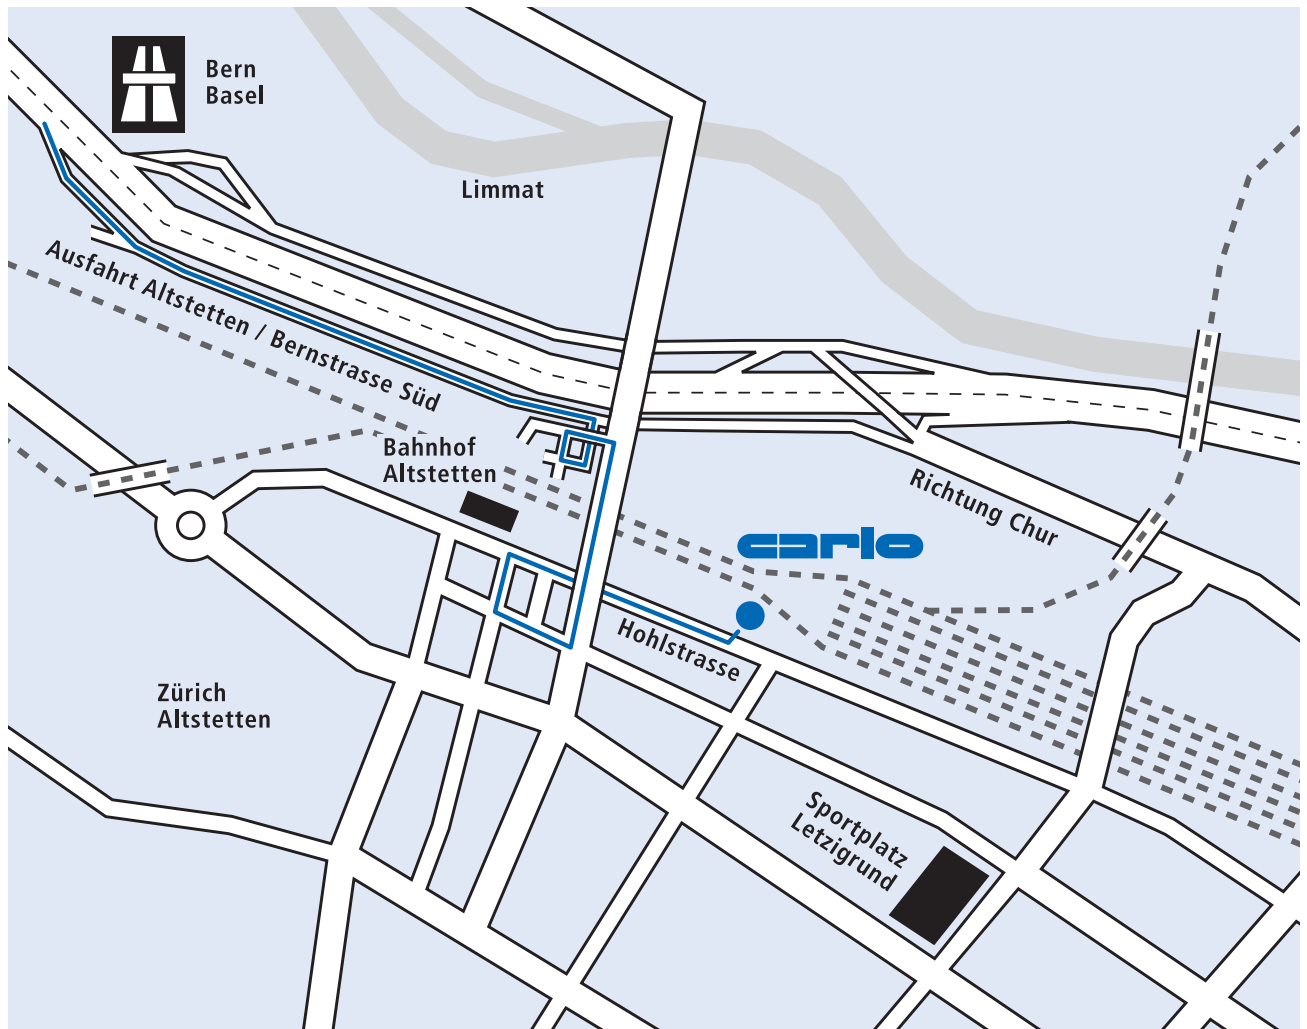 Bern
Basel
Limmat
Ausfahrt Altstetten / Bernstrasse Süd
Bahnhof
Altstetten
Richtung Chur
carlo
Hohlstrasse
Zürich
Altstetten
Sportplatz
Letzigrund